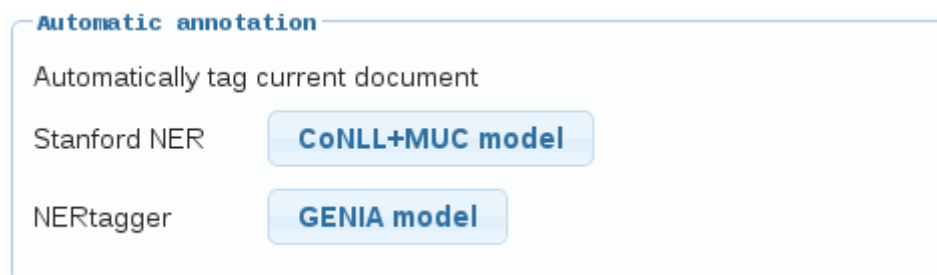 Automatic annotation
Automatically tag current document
Stanford NER CoNLL+MUC model
NERtagger GENIA model